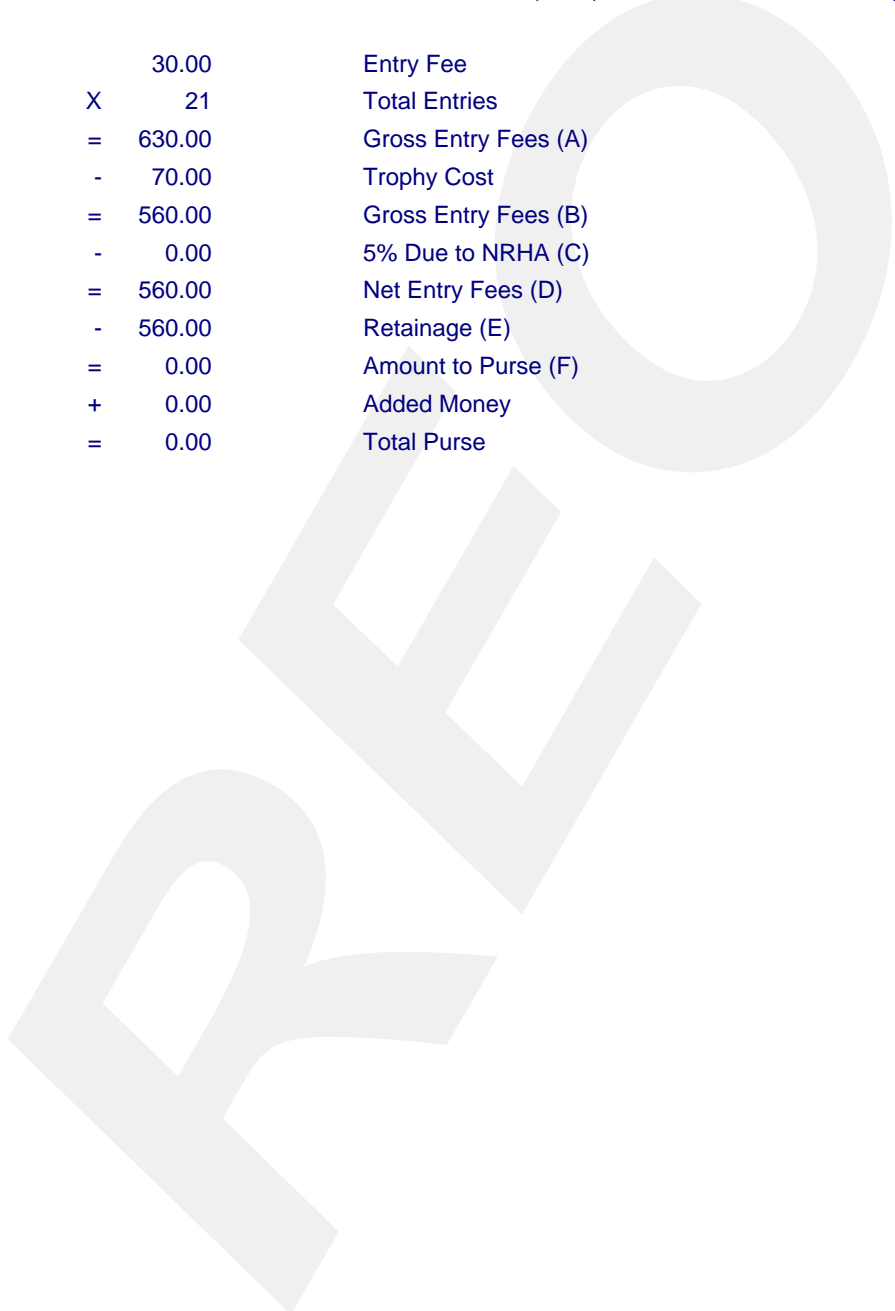 30.00 Entry Fee
X 21 Total Entries
= 630.00 Gross Entry Fees (A)
- 70.00 Trophy Cost
= 560.00 Gross Entry Fees (B)
- 0.00 5% Due to NRHA (C)
= 560.00 Net Entry Fees (D)
- 560.00 Retainage (E)
= 0.00 Amount to Purse (F)
+ 0.00 Added Money
= 0.00 Total Purse
REO